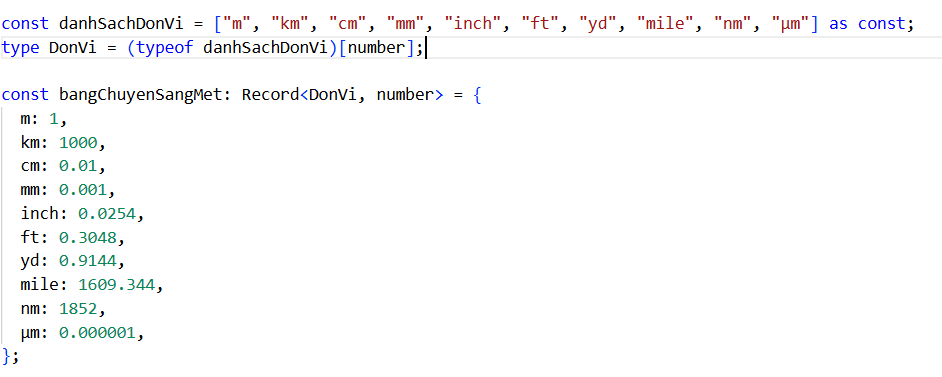 const danhSachDonVi = ["m", "km", "cm", "mm", "inch", "ft", "yd", "mile", "nm", "µm"] as const;
type DonVi = (typeof danhSachDonVi)[number];
const bangChuyenSangMet: Record<DonVi, number> = {
m: 1,
km: 1000,
cm: 0.01,
mm: 0.001,
inch: 0.0254,
ft: 0.3048,
yd: 0.9144,
mile: 1609.344,
nm: 1852,
µm: 0.000001,
};